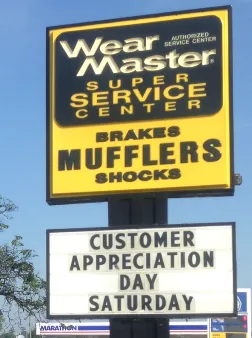 Wear
Master®
AUTHORIZED
SERVICE CENTER
SUPER
SERVICE
CENTER
BRAKES
MUFFLERS
SHOCKS
CUSTOMER
APPRECIATION
DAY
SATURDAY
MARATHON